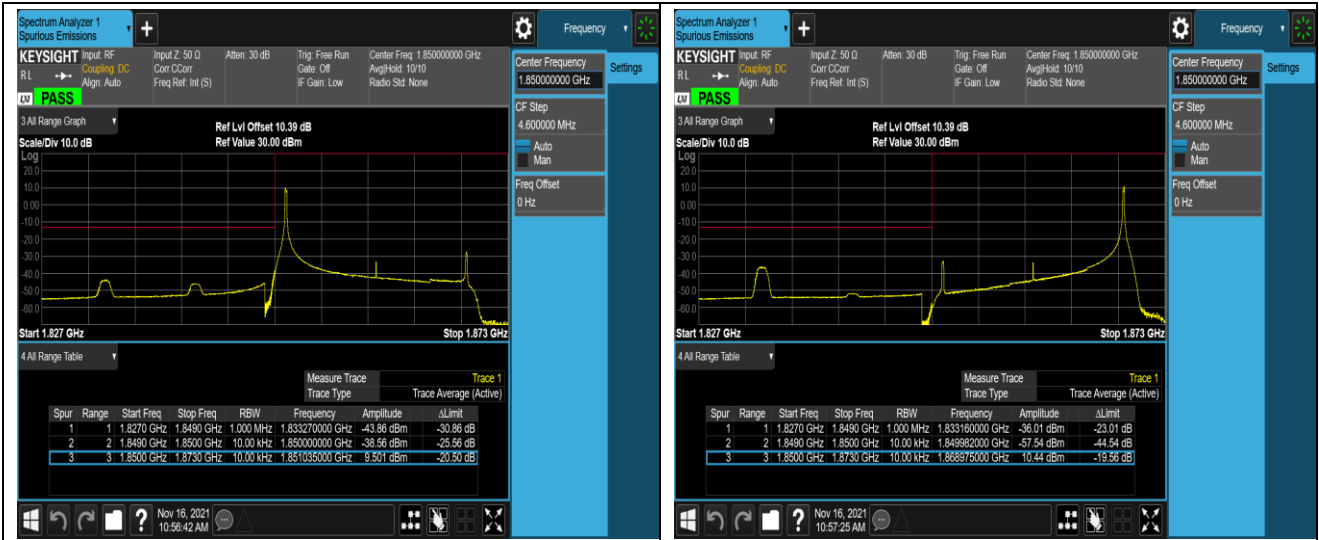 Spectrum Analyzer 1
Spurious Emissions
+
Frequency
KEYSIGHT Input: RF Input Z: 50 Ω Atten: 30 dB Trig: Free Run Center Freq: 1.850000000 GHz
Coupling: DC Corr CCorr Gate: Off Avg|Hold: 10/10
R L Align: Auto Freq Ref: Int (S) IF Gain: Low Radio Std: None
LXI PASS
Center Frequency
1.850000000 GHz
Settings
CF Step
4.600000 MHz
Auto
Man
Freq Offset
0 Hz
3 All Range Graph
Ref Lvl Offset 10.39 dB
Scale/Div 10.0 dB Ref Value 30.00 dBm
Log
20.0
10.0
0.00
-10.0
-20.0
-30.0
-40.0
-50.0
-60.0
Start 1.827 GHz Stop 1.873 GHz
4 All Range Table
Measure Trace Trace 1
Trace Type Trace Average (Active)
Spur Range Start Freq Stop Freq RBW Frequency Amplitude ΔLimit
1 1 1.8270 GHz 1.8490 GHz 1.000 MHz 1.833270000 GHz -43.86 dBm -30.86 dB
2 2 1.8490 GHz 1.8500 GHz 10.00 kHz 1.850000000 GHz -38.56 dBm -25.56 dB
3 3 1.8500 GHz 1.8730 GHz 10.00 kHz 1.851035000 GHz 9.501 dBm -20.50 dB
?
Nov 16, 2021
10:56:42 AM
Spectrum Analyzer 1
Spurious Emissions
+
Frequency
KEYSIGHT Input: RF Input Z: 50 Ω Atten: 30 dB Trig: Free Run Center Freq: 1.850000000 GHz
Coupling: DC Corr CCorr Gate: Off Avg|Hold: 10/10
R L Align: Auto Freq Ref: Int (S) IF Gain: Low Radio Std: None
LXI PASS
Center Frequency
1.850000000 GHz
Settings
CF Step
4.600000 MHz
Auto
Man
Freq Offset
0 Hz
3 All Range Graph
Ref Lvl Offset 10.39 dB
Scale/Div 10.0 dB Ref Value 30.00 dBm
Log
20.0
10.0
0.00
-10.0
-20.0
-30.0
-40.0
-50.0
-60.0
Start 1.827 GHz Stop 1.873 GHz
4 All Range Table
Measure Trace Trace 1
Trace Type Trace Average (Active)
Spur Range Start Freq Stop Freq RBW Frequency Amplitude ΔLimit
1 1 1.8270 GHz 1.8490 GHz 1.000 MHz 1.833160000 GHz -36.01 dBm -23.01 dB
2 2 1.8490 GHz 1.8500 GHz 10.00 kHz 1.849982000 GHz -57.54 dBm -44.54 dB
3 3 1.8500 GHz 1.8730 GHz 10.00 kHz 1.868975000 GHz 10.44 dBm -19.56 dB
?
Nov 16, 2021
10:57:25 AM